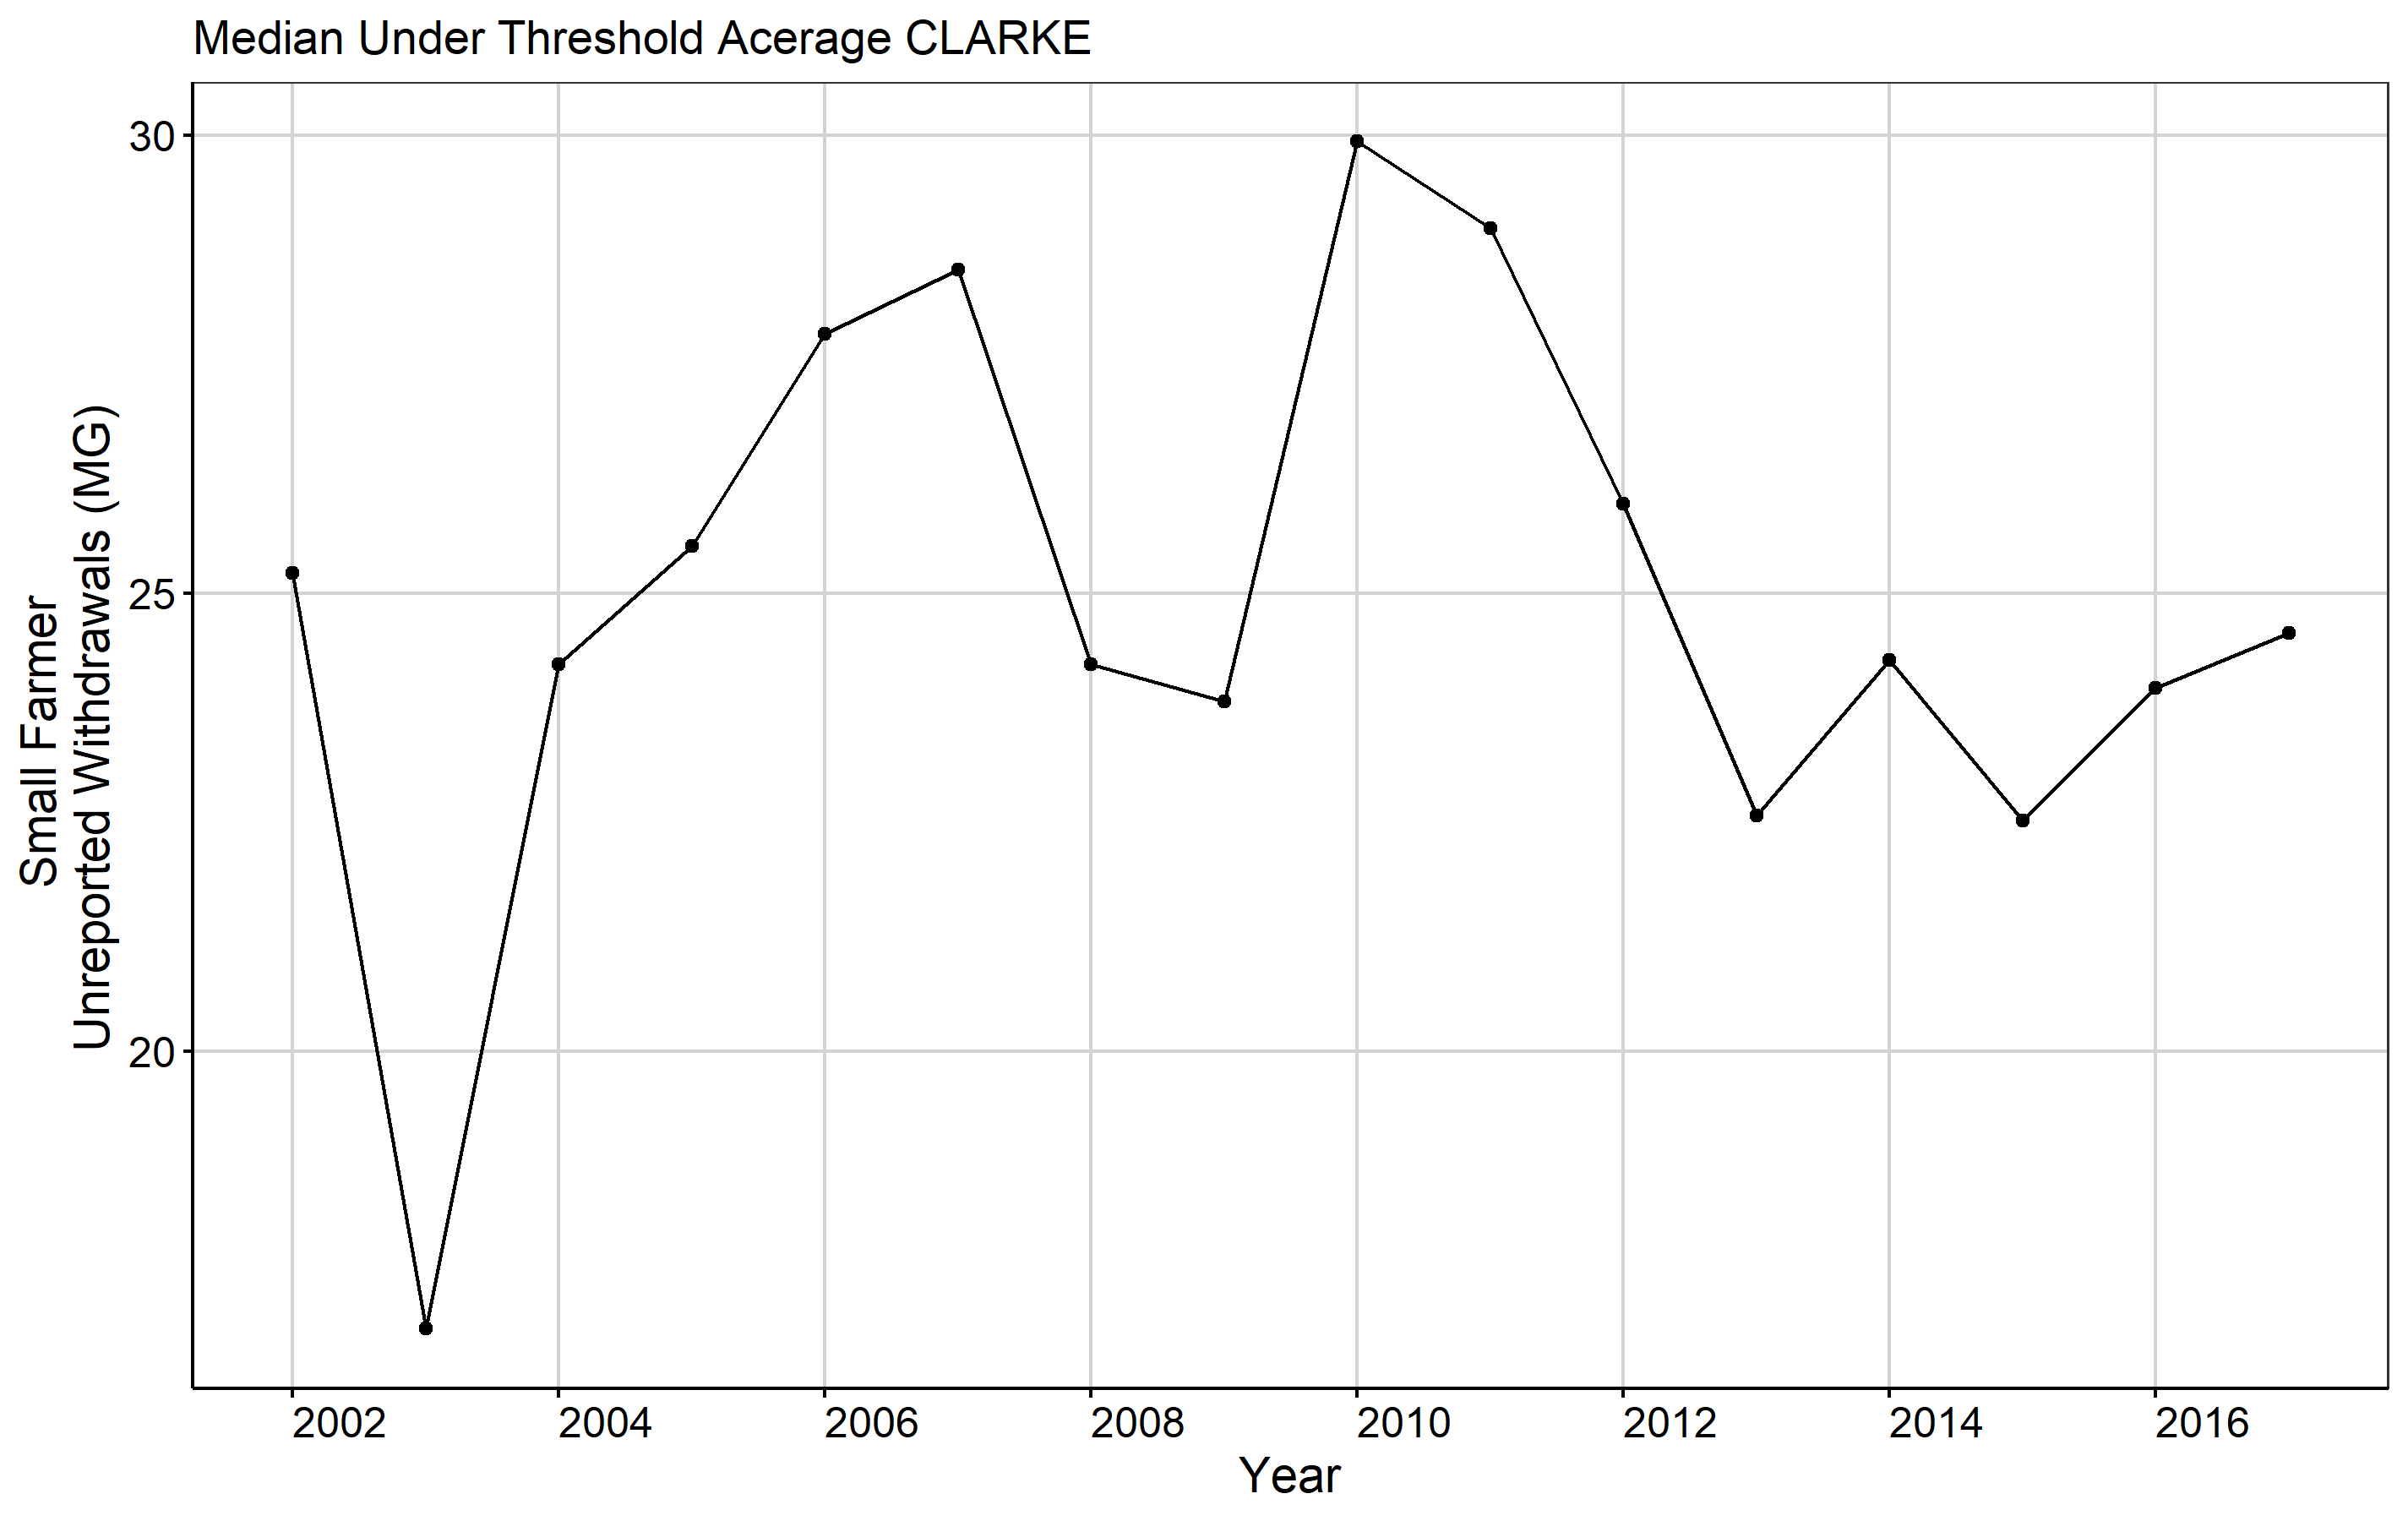 Median Under Threshold Acerage CLARKE
Small Farmer
Unreported Withdrawals (MG)
30
25
20
2002
2004
2006
2008
2010
2012
2014
2016
Year